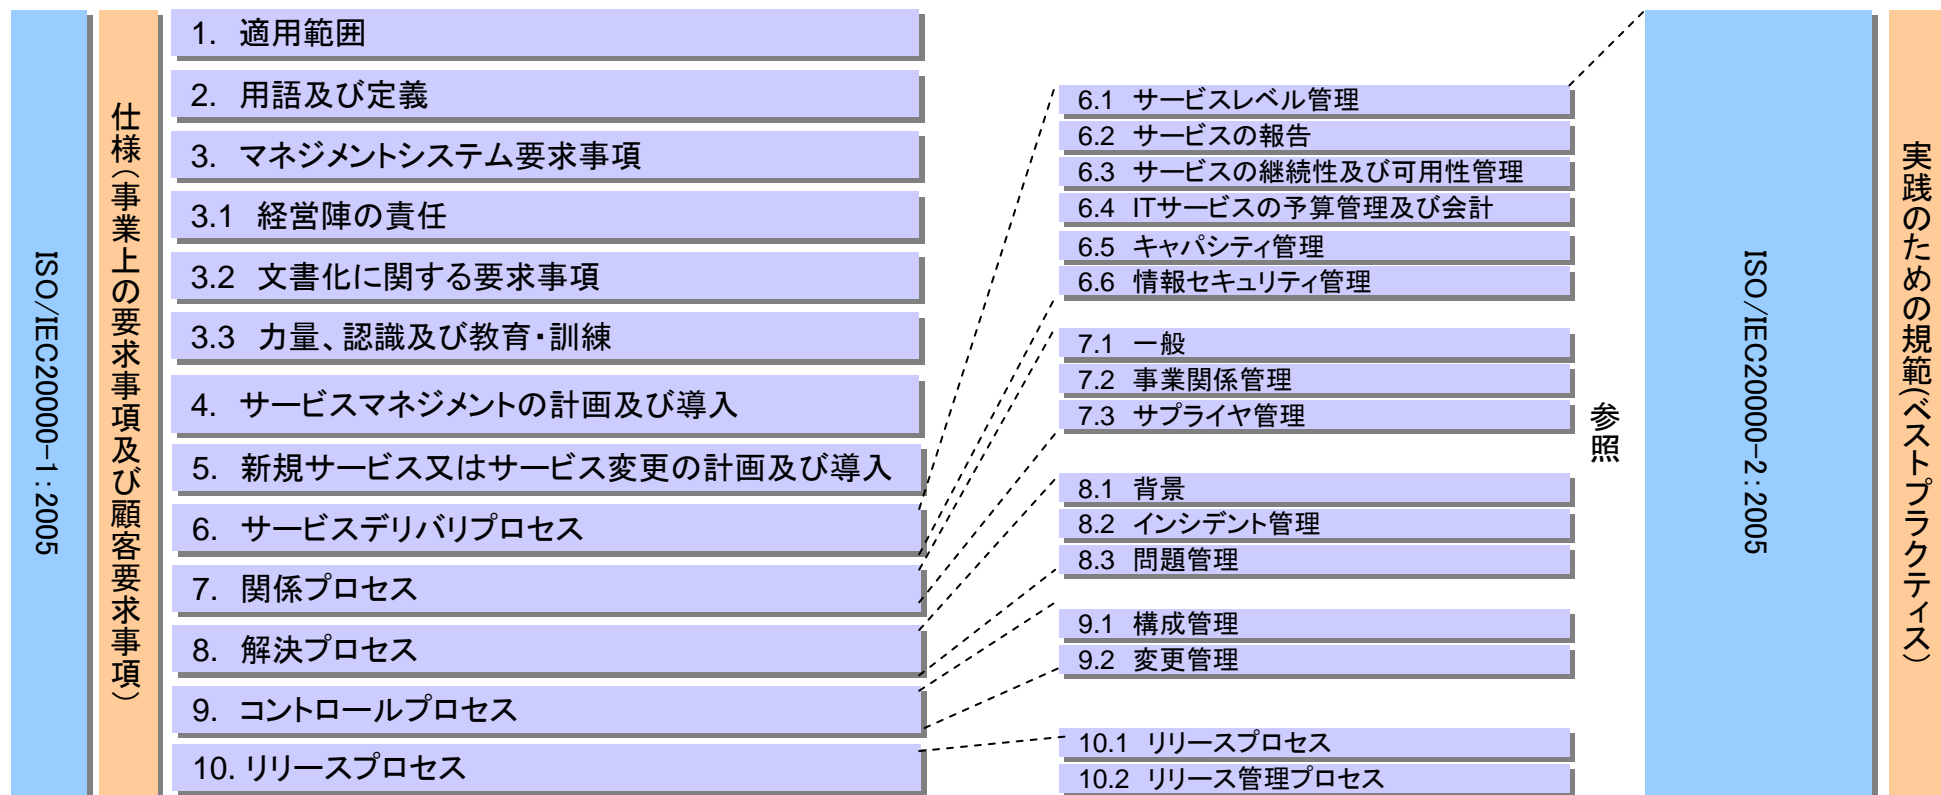 ISO/IEC20000-1:2005
仕様(事業上の要求事項及び顧客要求事項)
1. 適用範囲
2. 用語及び定義
3. マネジメントシステム要求事項
3.1 経営陣の責任
3.2 文書化に関する要求事項
3.3 力量、認識及び教育・訓練
4. サービスマネジメントの計画及び導入
5. 新規サービス又はサービス変更の計画及び導入
6. サービスデリバリプロセス
7. 関係プロセス
8. 解決プロセス
9. コントロールプロセス
10. リリースプロセス
6.1 サービスレベル管理
6.2 サービスの報告
6.3 サービスの継続性及び可用性管理
6.4 ITサービスの予算管理及び会計
6.5 キャパシティ管理
6.6 情報セキュリティ管理
7.1 一般
7.2 事業関係管理
7.3 サプライヤ管理
8.1 背景
8.2 インシデント管理
8.3 問題管理
9.1 構成管理
9.2 変更管理
10.1 リリースプロセス
10.2 リリース管理プロセス
参照
ISO/IEC20000-2:2005
実践のための規範(ベストプラクティス)